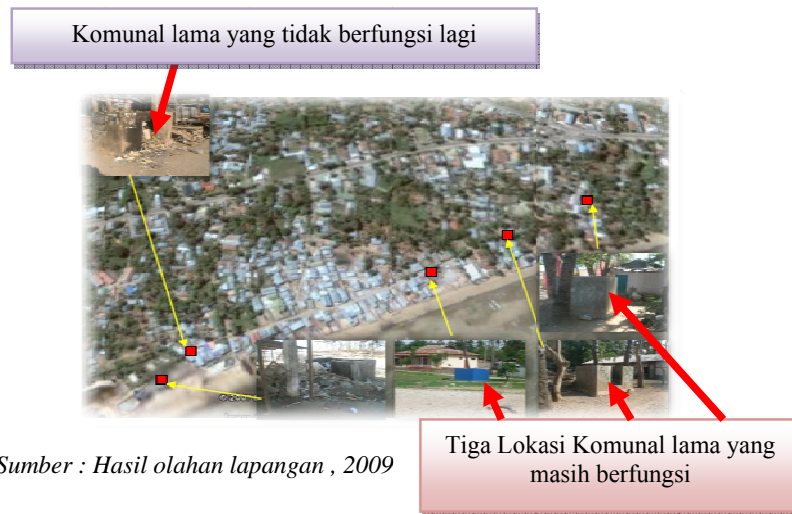 Komunal lama yang tidak berfungsi lagi
Sumber : Hasil olahan lapangan , 2009
Tiga Lokasi Komunal lama yang
masih berfungsi